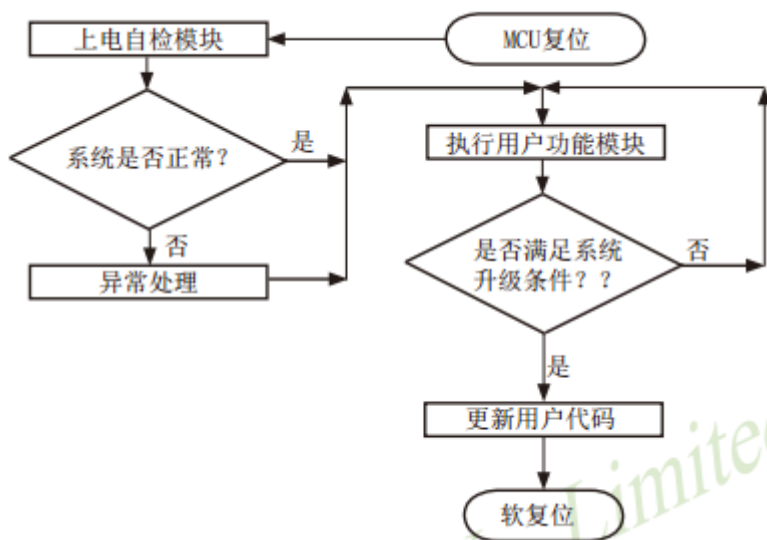 上电自检模块
MCU复位
系统是否正常？
是
否
异常处理
执行用户功能模块
是否满足系统
升级条件？？
否
是
更新用户代码
软复位
Limited